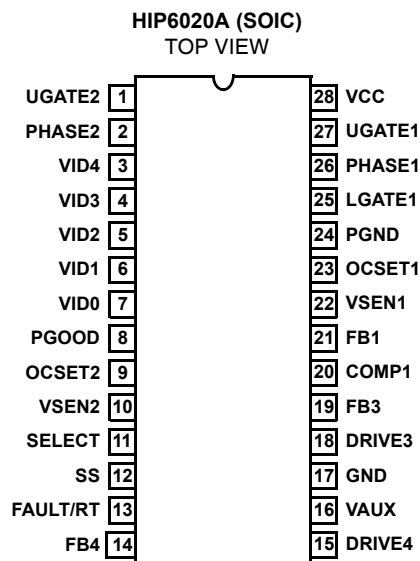 HIP6020A (SOIC)
TOP VIEW
UGATE2 1 28 VCC
PHASE2 2 27 UGATE1
VID4 3 26 PHASE1
VID3 4 25 LGATE1
VID2 5 24 PGND
VID1 6 23 OCSET1
VID0 7 22 VSEN1
PGOOD 8 21 FB1
OCSET2 9 20 COMP1
VSEN2 10 19 FB3
SELECT 11 18 DRIVE3
SS 12 17 GND
FAULT/RT 13 16 VAUX
FB4 14 15 DRIVE4